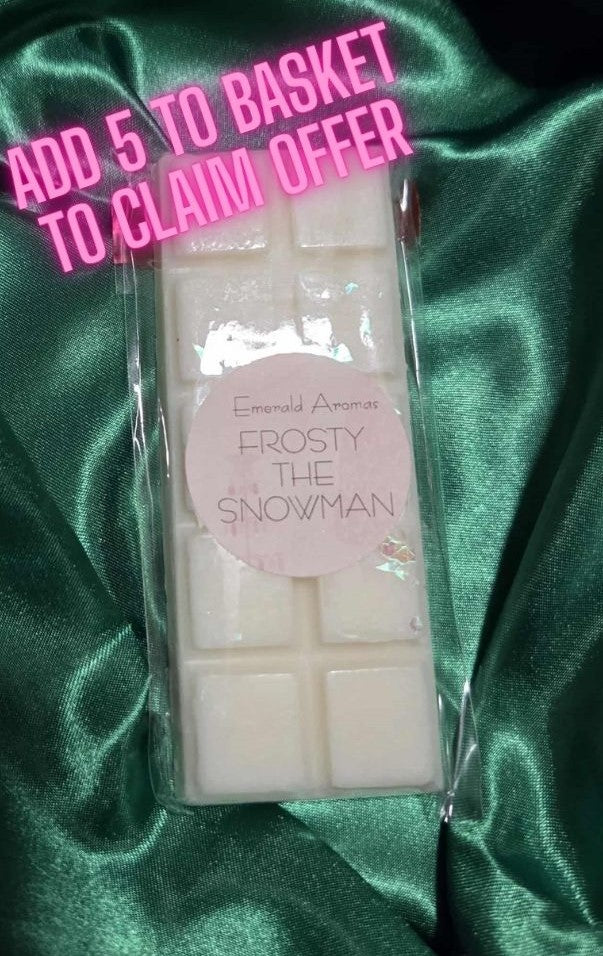 ADD 5 TO BASKET
TO CLAIM OFFER
Emerald Aromas
FROSTY
THE
SNOWMAN